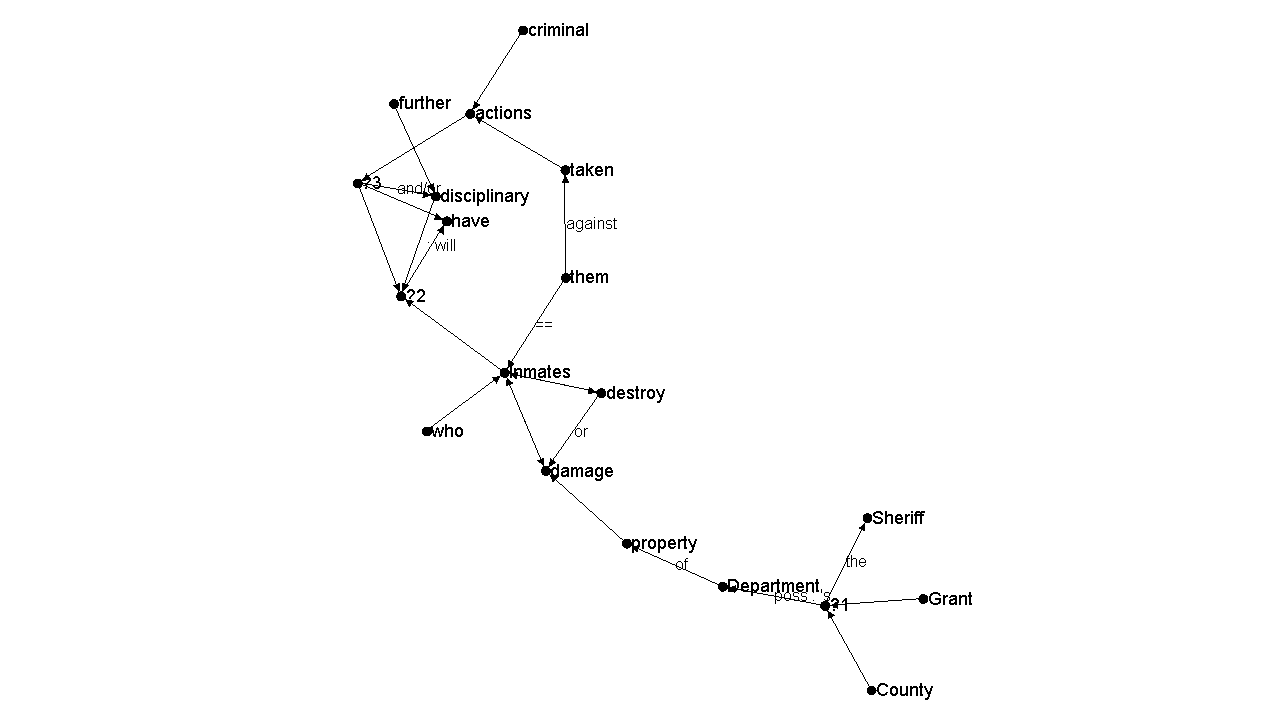 criminal
further
actions
taken
?3
and/or
disciplinary
have
against
: will
them
?2
==
Inmates
destroy
who
or
damage
Sheriff
property
the
of
Department
poss : 's
Grant
?1
County